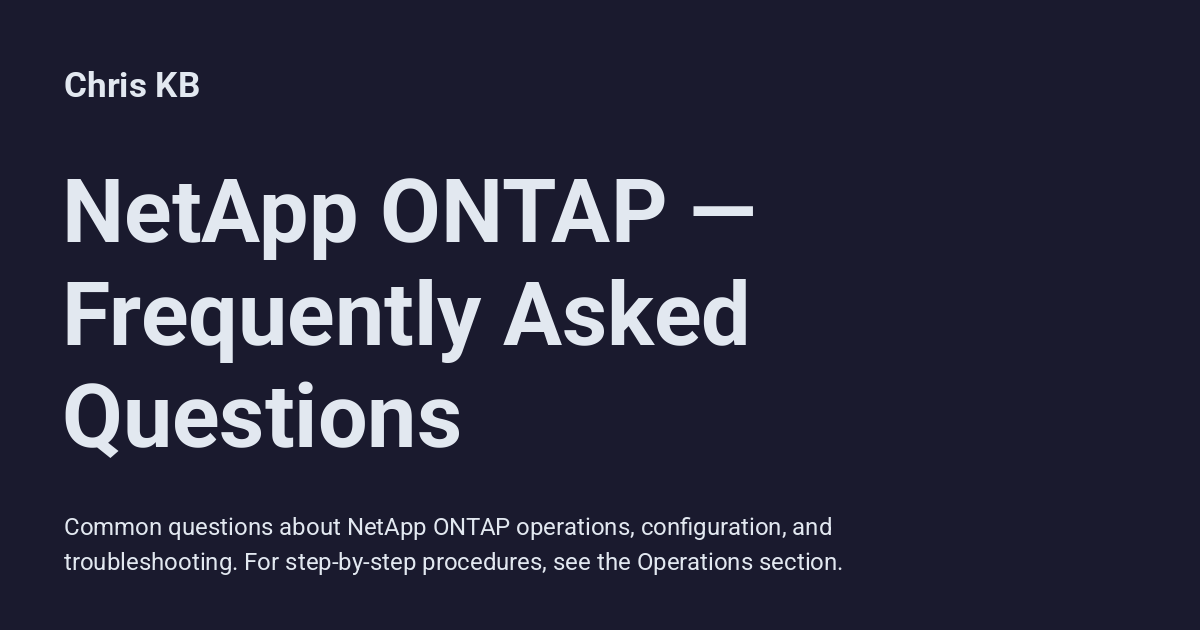 Chris KB
NetApp ONTAP —
Frequently Asked
Questions
Common questions about NetApp ONTAP operations, configuration, and
troubleshooting. For step-by-step procedures, see the Operations section.